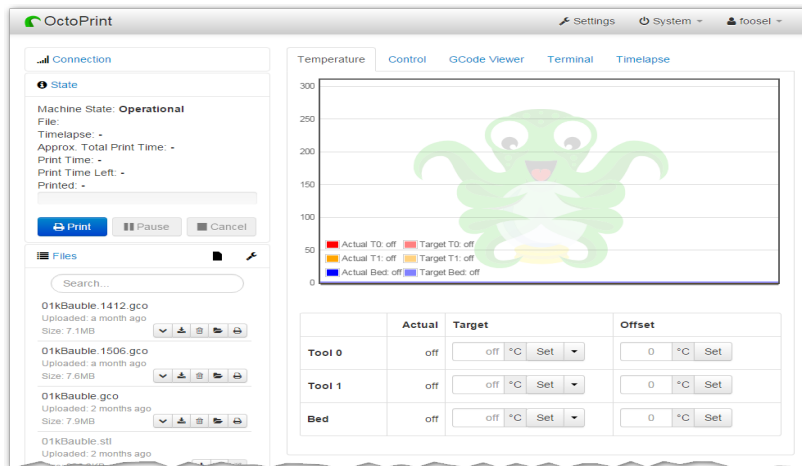 OctoPrint
Settings
System
foosel
Connection
State
Machine State: Operational
File:
Timelapse: -
Approx. Total Print Time: -
Print Time: -
Print Time Left: -
Printed: -
Print Pause Cancel
Files
Search...
01kBauble.1412.gco
Uploaded: a month ago
Size: 7.1MB
01kBauble.1506.gco
Uploaded: a month ago
Size: 7.6MB
01kBauble.gco
Uploaded: 2 months ago
Size: 7.9MB
01kBauble.stl
Uploaded: 2 months ago
Temperature Control GCode Viewer Terminal Timelapse
300
250
200
150
100
50
0
Actual T0: off Target T0: off
Actual T1: off Target T1: off
Actual Bed: off Target Bed: off
Actual Target Offset
Tool 0 off off °C Set 0 °C Set
Tool 1 off off °C Set 0 °C Set
Bed off off °C Set 0 °C Set